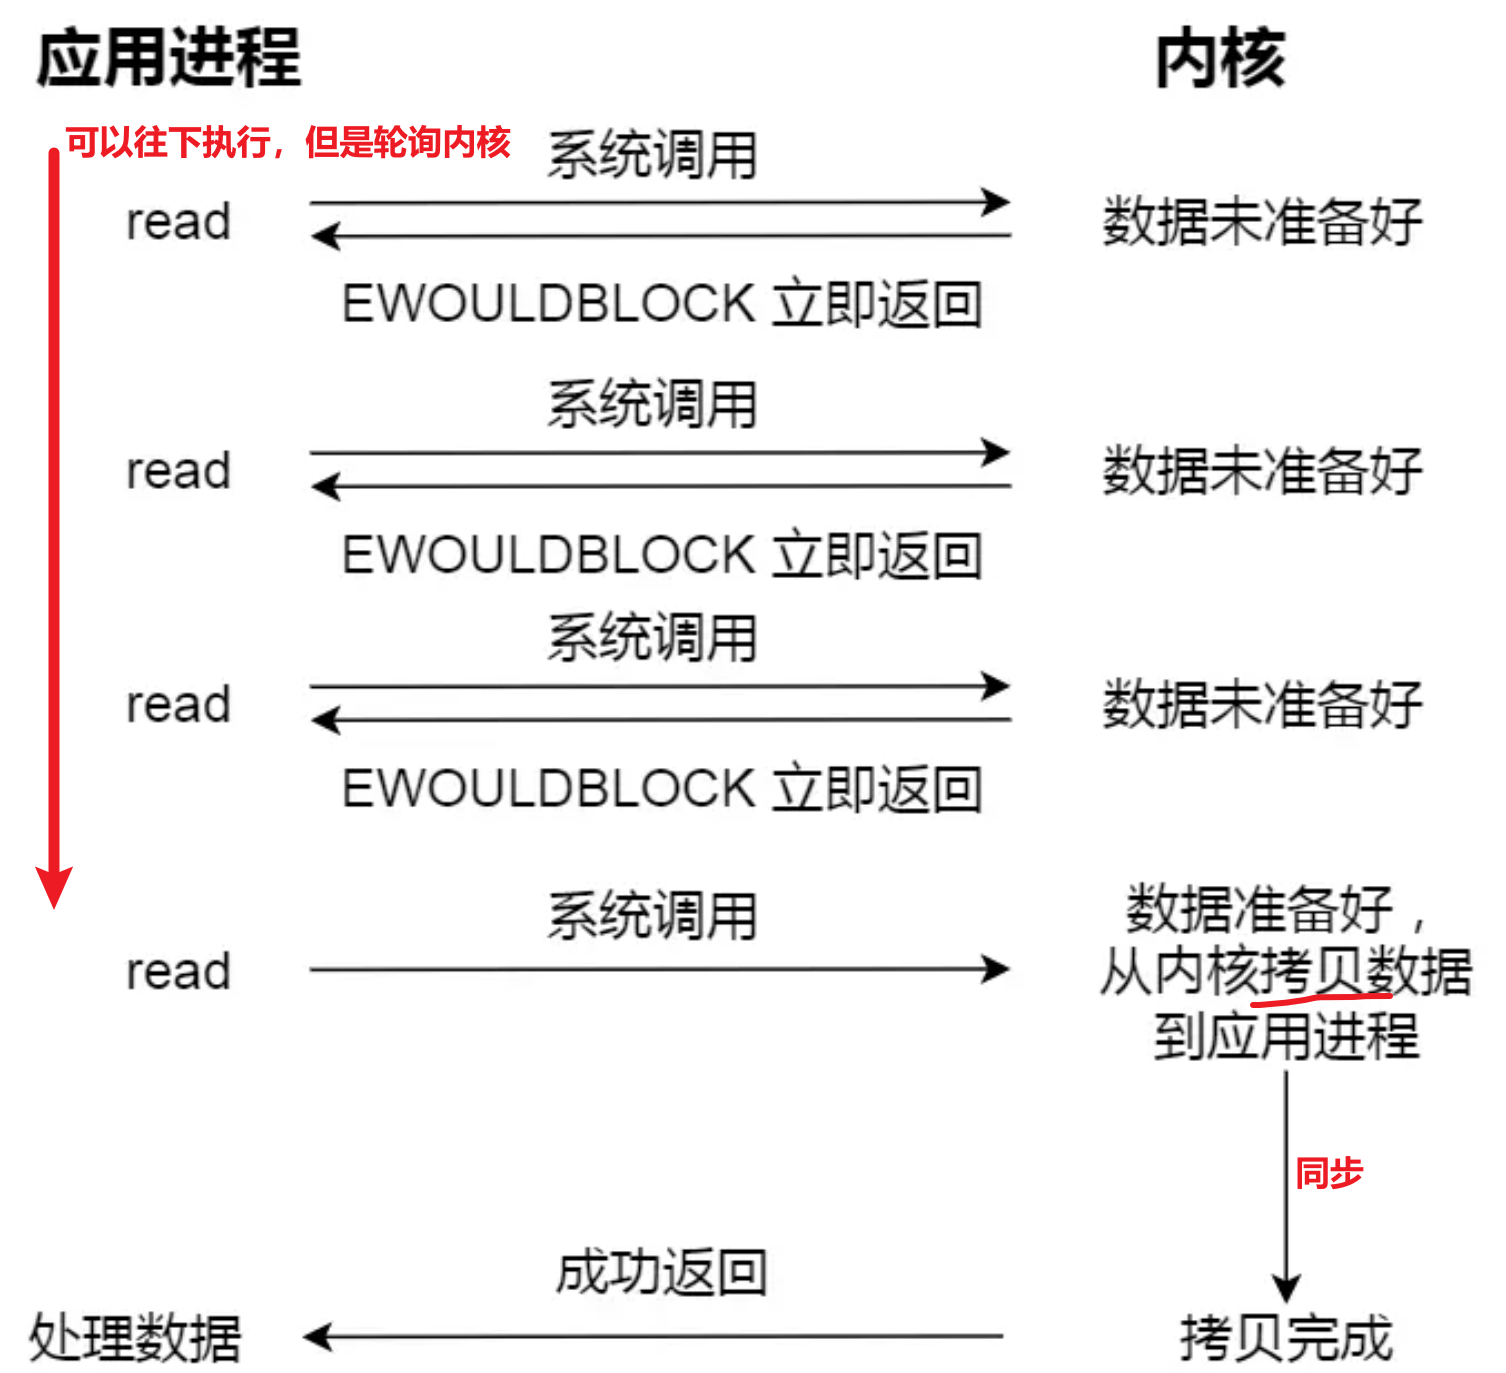 应用进程
内核
可以往下执行，但是轮询内核
系统调用
read
数据未准备好
EWOULDBLOCK 立即返回
系统调用
read
数据未准备好
EWOULDBLOCK 立即返回
系统调用
read
数据未准备好
EWOULDBLOCK 立即返回
系统调用
read
数据准备好，
从内核拷贝数据
到应用进程
同步
成功返回
处理数据
拷贝完成